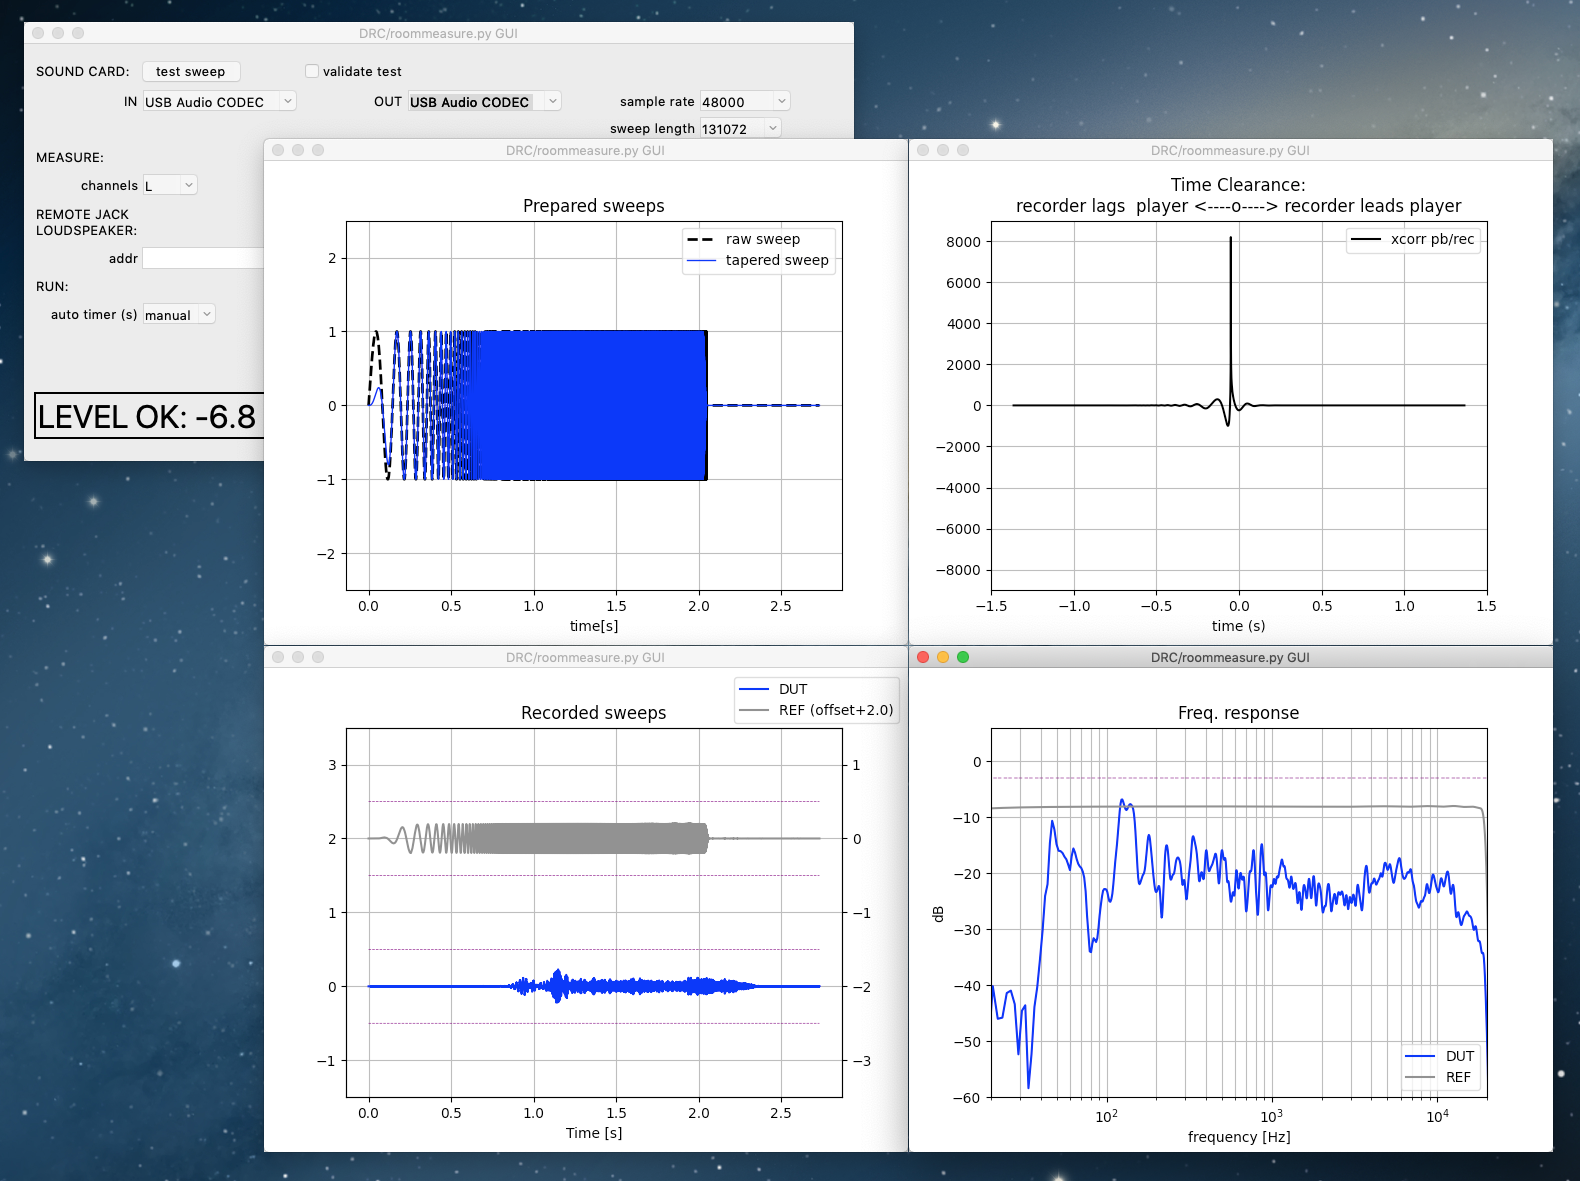 DRC/roommeasure.py GUI
SOUND CARD: test sweep validate test
IN USB Audio CODEC OUT USB Audio CODEC sample rate 48000
sweep length 131072
MEASURE:
channels L
REMOTE JACK
LOUDSPEAKER:
addr
RUN:
auto timer (s) manual
LEVEL OK: -6.8
DRC/roommeasure.py GUI
Prepared sweeps
raw sweep
tapered sweep
2
1
0
−1
−2
0.0 0.5 1.0 1.5 2.0 2.5
time[s]
DRC/roommeasure.py GUI
Time Clearance:
recorder lags player <----o----> recorder leads player
xcorr pb/rec
8000
6000
4000
2000
0
−2000
−4000
−6000
−8000
−1.5 −1.0 −0.5 0.0 0.5 1.0 1.5
time (s)
DRC/roommeasure.py GUI
DUT
REF (offset+2.0)
Recorded sweeps
3 1
2 0
1 −1
0 −2
−1 −3
0.0 0.5 1.0 1.5 2.0 2.5
Time [s]
DRC/roommeasure.py GUI
Freq. response
0
−10
−20
−30
−40
−50
−60
dB
DUT
REF
10² 10³ 10⁴
frequency [Hz]